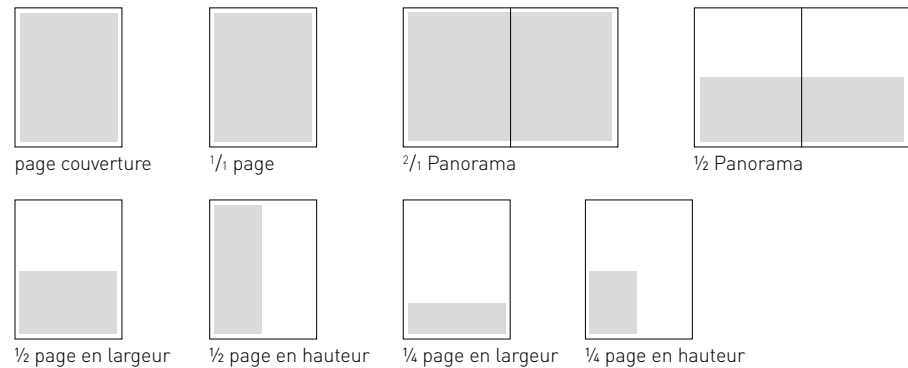 page couverture
1/1 page
2/1 Panorama
½ Panorama
½ page en largeur
½ page en hauteur
¼ page en largeur
¼ page en hauteur